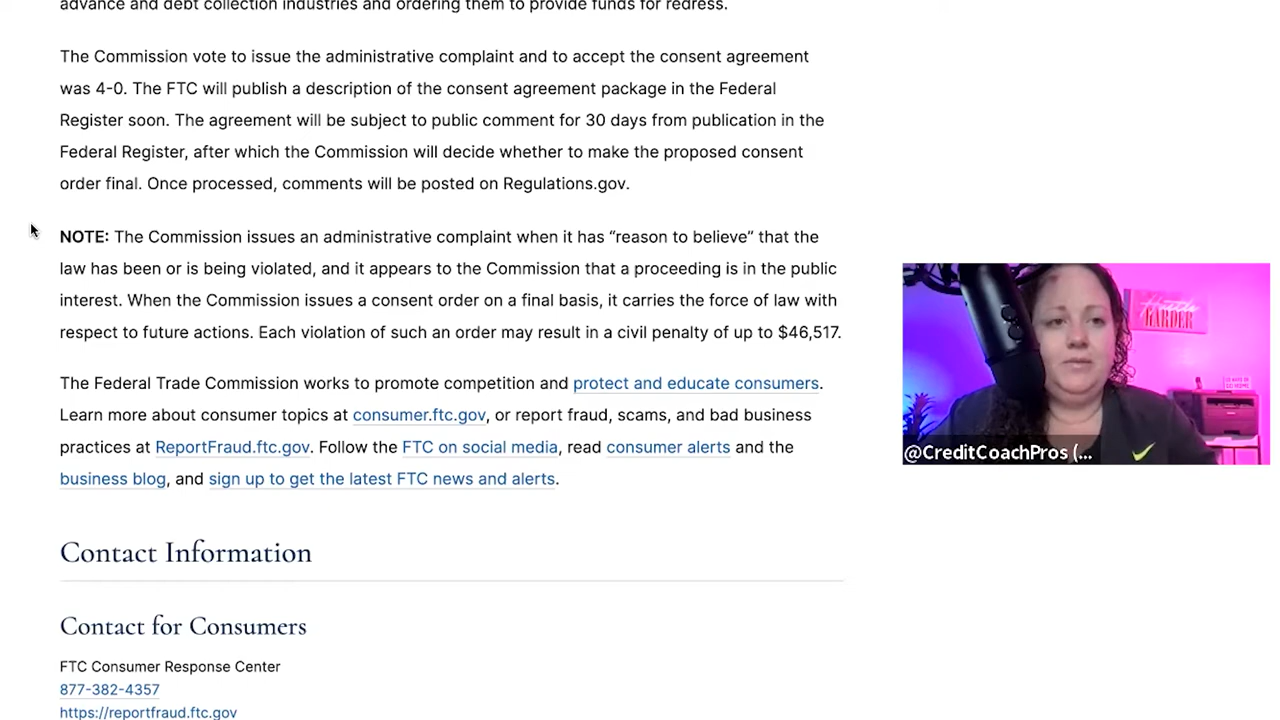 advance and debt collection industries and ordering them to provide funds for redress.
The Commission vote to issue the administrative complaint and to accept the consent agreement
was 4-0. The FTC will publish a description of the consent agreement package in the Federal
Register soon. The agreement will be subject to public comment for 30 days from publication in the
Federal Register, after which the Commission will decide whether to make the proposed consent
order final. Once processed, comments will be posted on Regulations.gov.
NOTE: The Commission issues an administrative complaint when it has “reason to believe” that the
law has been or is being violated, and it appears to the Commission that a proceeding is in the public
interest. When the Commission issues a consent order on a final basis, it carries the force of law with
respect to future actions. Each violation of such an order may result in a civil penalty of up to $46,517.
The Federal Trade Commission works to promote competition and protect and educate consumers.
Learn more about consumer topics at consumer.ftc.gov, or report fraud, scams, and bad business
practices at ReportFraud.ftc.gov. Follow the FTC on social media, read consumer alerts and the
business blog, and sign up to get the latest FTC news and alerts.
Contact Information
Contact for Consumers
FTC Consumer Response Center
877-382-4357
https://reportfraud.ftc.gov
HARDER
@CreditCoachPros (...